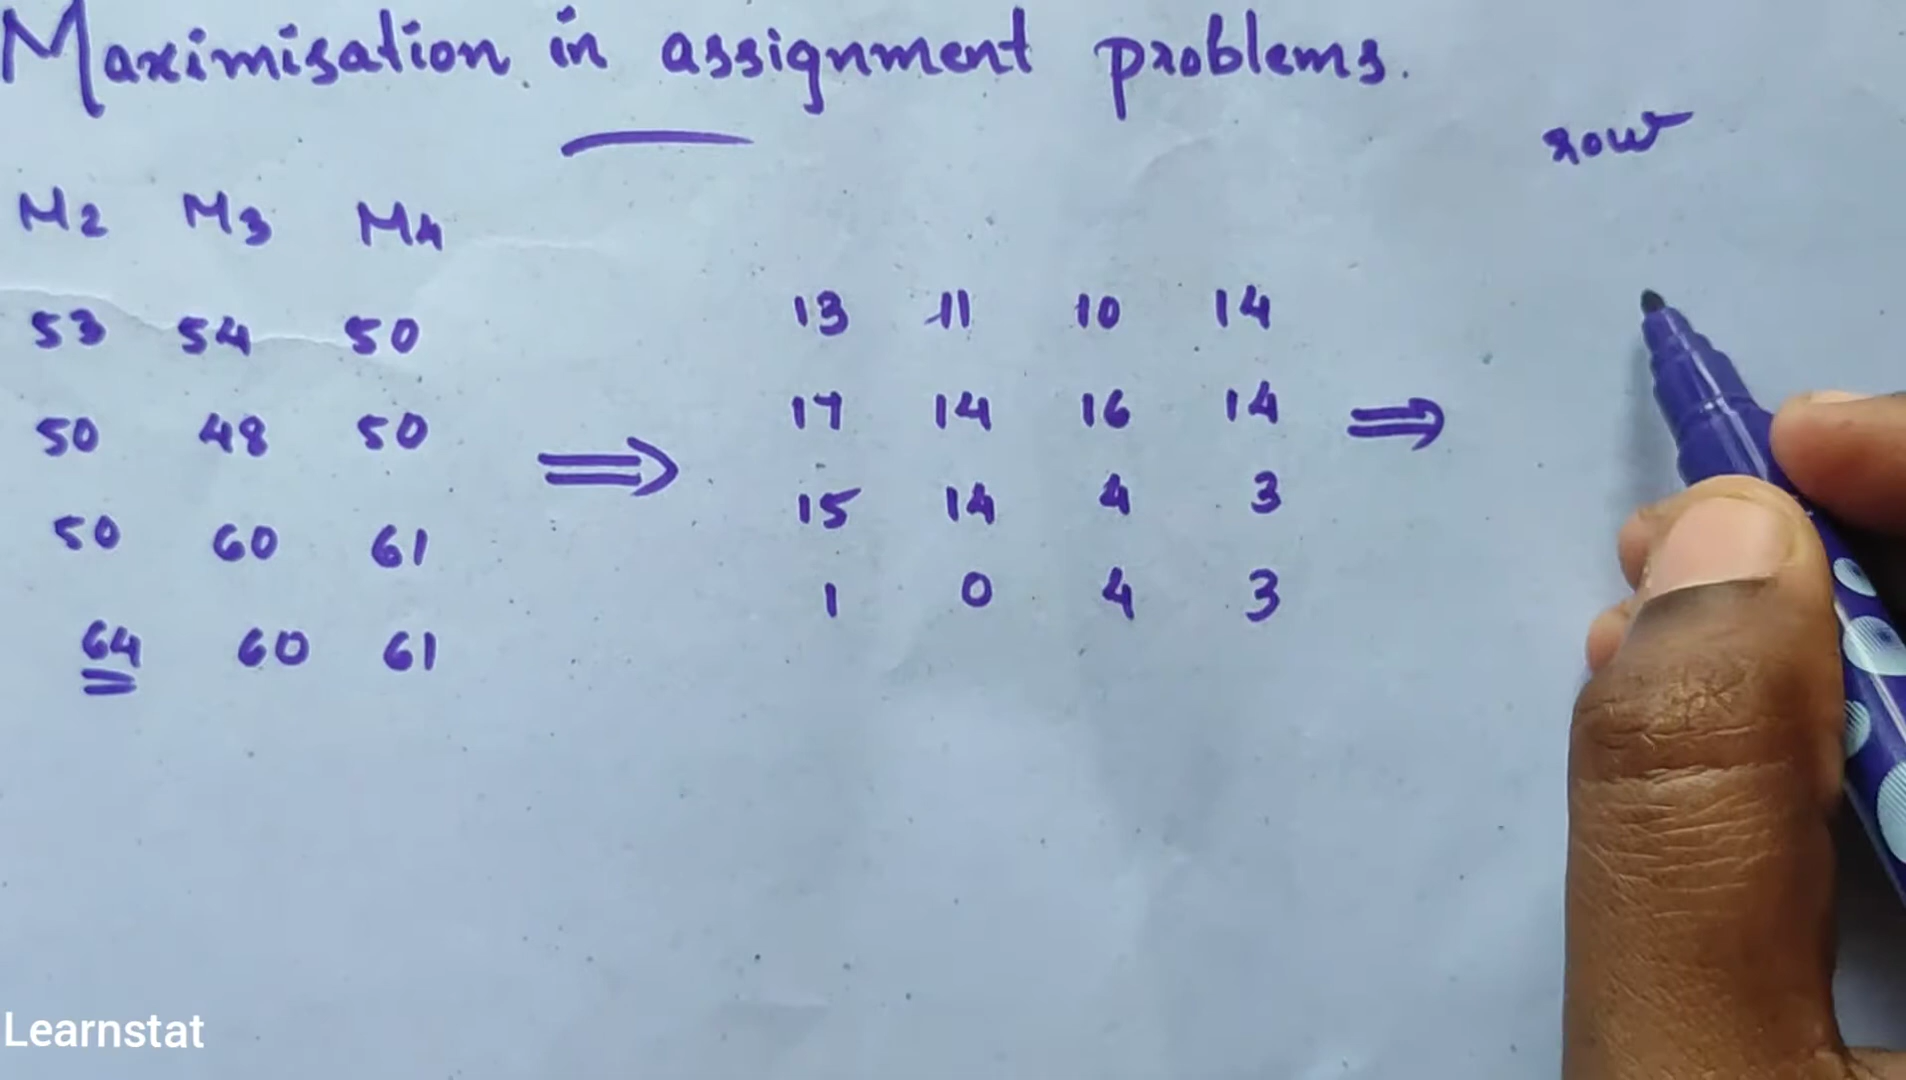 Maximisation in assignment problems.
row
M2 M3 M4
53 54 50 13 11 10 14
50 48 50 ⇒ 17 14 16 14 ⇒
50 60 61 15 14 4 3
64 60 61 1 0 4 3
Learnstat